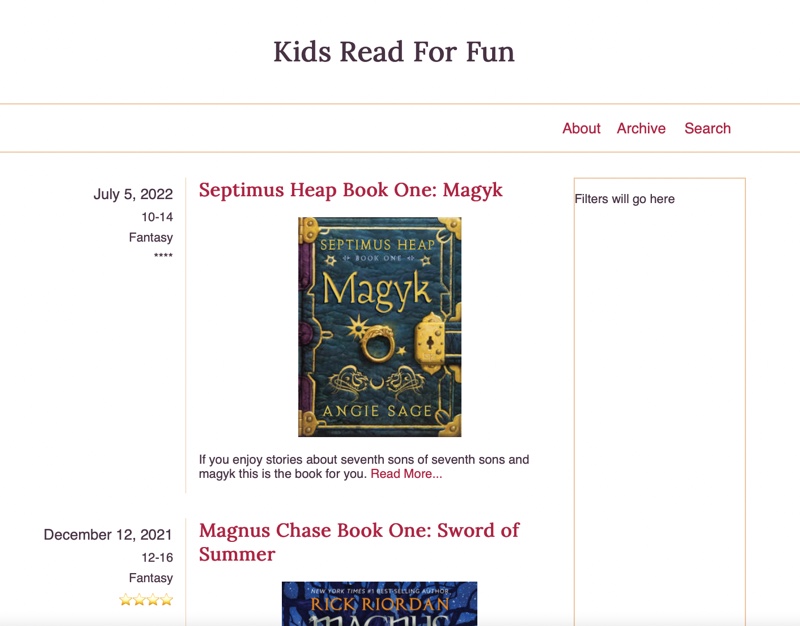 Kids Read For Fun
About Archive Search
July 5, 2022
10-14
Fantasy
****
Septimus Heap Book One: Magyk
SEPTIMUS HEAP
BOOK ONE
Magyk
ANGIE SAGE
If you enjoy stories about seventh sons of seventh sons and
magyk this is the book for you. Read More...
Filters will go here
December 12, 2021
12-16
Fantasy
⭐⭐⭐⭐
Magnus Chase Book One: Sword of
Summer
NEW YORK TIMES #1 BEST-SELLING AUTHOR
RICK RIORDAN
MAGNUS